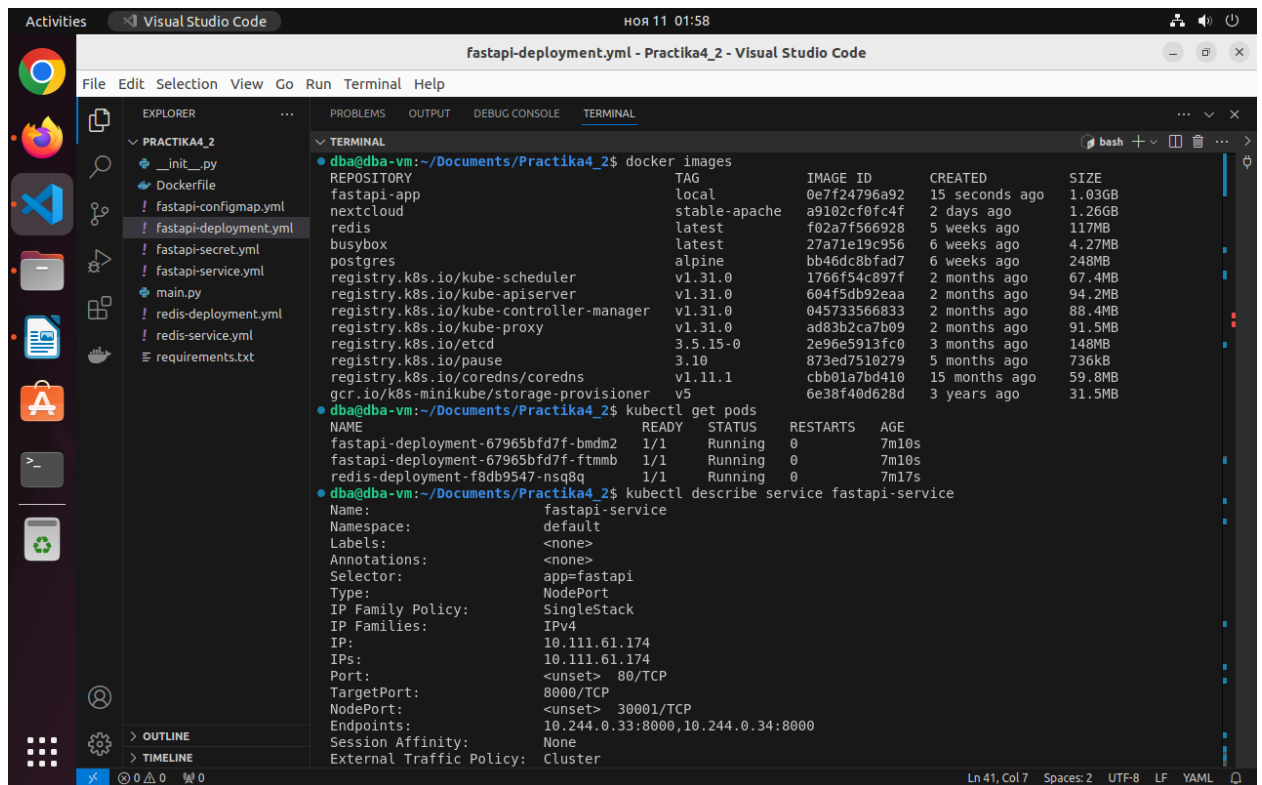 Activities Visual Studio Code ноя 11 01:58
fastapi-deployment.yml - Practika4_2 - Visual Studio Code
File Edit Selection View Go Run Terminal Help
EXPLORER
PRACTIKA4_2
__init__.py
Dockerfile
! fastapi-configmap.yml
! fastapi-deployment.yml
! fastapi-secret.yml
! fastapi-service.yml
main.py
! redis-deployment.yml
! redis-service.yml
requirements.txt
OUTLINE
TIMELINE
PROBLEMS OUTPUT DEBUG CONSOLE TERMINAL
TERMINAL bash
dba@dba-vm:~/Documents/Practika4_2$ docker images
REPOSITORY TAG IMAGE ID CREATED SIZE
fastapi-app local 0e7f24796a92 15 seconds ago 1.03GB
nextcloud stable-apache a9102cf0fc4f 2 days ago 1.26GB
redis latest f02a7f566928 5 weeks ago 117MB
busybox latest 27a71e19c956 6 weeks ago 4.27MB
postgres alpine bb46dc8bfad7 6 weeks ago 248MB
registry.k8s.io/kube-scheduler v1.31.0 1766f54c897f 2 months ago 67.4MB
registry.k8s.io/kube-apiserver v1.31.0 604f5db92eaa 2 months ago 94.2MB
registry.k8s.io/kube-controller-manager v1.31.0 045733566833 2 months ago 88.4MB
registry.k8s.io/kube-proxy v1.31.0 ad83b2ca7b09 2 months ago 91.5MB
registry.k8s.io/etcd 3.5.15-0 2e96e5913fc0 3 months ago 148MB
registry.k8s.io/pause 3.10 873ed7510279 5 months ago 736kB
registry.k8s.io/coredns/coredns v1.11.1 cbb01a7bd410 15 months ago 59.8MB
gcr.io/k8s-minikube/storage-provisioner v5 6e38f40d628d 3 years ago 31.5MB
dba@dba-vm:~/Documents/Practika4_2$ kubectl get pods
NAME READY STATUS RESTARTS AGE
fastapi-deployment-67965bfd7f-bmdm2 1/1 Running 0 7m10s
fastapi-deployment-67965bfd7f-ftmmb 1/1 Running 0 7m10s
redis-deployment-f8db9547-nsq8q 1/1 Running 0 7m17s
dba@dba-vm:~/Documents/Practika4_2$ kubectl describe service fastapi-service
Name: fastapi-service
Namespace: default
Labels: <none>
Annotations: <none>
Selector: app=fastapi
Type: NodePort
IP Family Policy: SingleStack
IP Families: IPv4
IP: 10.111.61.174
IPs: 10.111.61.174
Port: <unset> 80/TCP
TargetPort: 8000/TCP
NodePort: <unset> 30001/TCP
Endpoints: 10.244.0.33:8000,10.244.0.34:8000
Session Affinity: None
External Traffic Policy: Cluster
0 0 0 Ln 41, Col 7 Spaces: 2 UTF-8 LF YAML